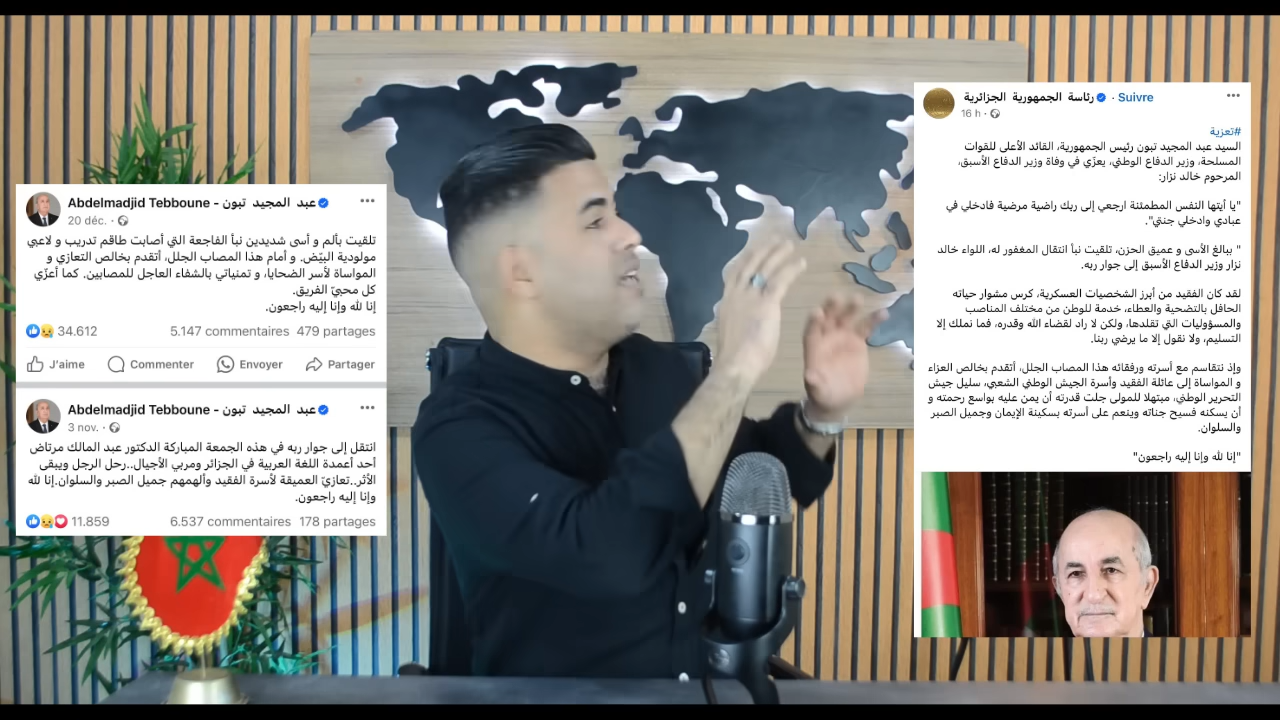 Abdelmadjid Tebboune - عبد المجيد تبون
20 déc. ·
تلقيت بألم و أسى شديدين نبأ الفاجعة التي أصابت طاقم تدريب و لاعبي
مولودية البيّض. و أمام هذا المصاب الجلل، أتقدم بخالص التعازي و
المواساة لأسر الضحايا، و تمنياتي بالشفاء العاجل للمصابين. كما أعزّي
كل محبيّ الفريق.
إنا لله وإنا إليه راجعون.
34.612 5.147 commentaires 479 partages
J'aime Commenter Envoyer Partager
Abdelmadjid Tebboune - عبد المجيد تبون
3 nov. ·
انتقل إلى جوار ربه في هذه الجمعة المباركة الدكتور عبد المالك مرتاض
أحد أعمدة اللغة العربية في الجزائر ومربي الأجيال..رحل الرجل ويبقى
الأثر..تعازيّ العميقة لأسرة الفقيد وألهمهم جميل الصبر والسلوان.إنا لله
وإنا إليه راجعون.
11.859 6.537 commentaires 178 partages
رئاسة الجمهورية الجزائرية · Suivre
16 h ·
#تعزية
السيد عبد المجيد تبون رئيس الجمهورية، القائد الأعلى للقوات
المسلحة، وزير الدفاع الوطني، يعزّي في وفاة وزير الدفاع الأسبق،
المرحوم خالد نزار:
"يا أيتها النفس المطمئنة ارجعي إلى ربك راضية مرضية فادخلي في
عبادي وادخلي جنتي".
" ببالغ الأسى و عميق الحزن، تلقيت نبأ انتقال المغفور له، اللواء خالد
نزار وزير الدفاع الأسبق إلى جوار ربه.
لقد كان الفقيد من أبرز الشخصيات العسكرية، كرس مشوار حياته
الحافل بالتضحية والعطاء، خدمة للوطن من مختلف المناصب
والمسؤوليات التي تقلدها، ولكن لا راد لقضاء الله وقدره، فما نملك إلا
التسليم، ولا نقول إلا ما يرضي ربنا.
وإذ نتقاسم مع أسرته ورفقائه هذا المصاب الجلل، أتقدم بخالص العزاء
و المواساة إلى عائلة الفقيد وأسرة الجيش الوطني الشعبي، سليل جيش
التحرير الوطني، مبتهلا للمولى جلت قدرته أن يمن عليه بواسع رحمته و
أن يسكنه فسيح جناته وينعم على أسرته بسكينة الإيمان وجميل الصبر
والسلوان.
"إنا لله وإنا إليه راجعون"